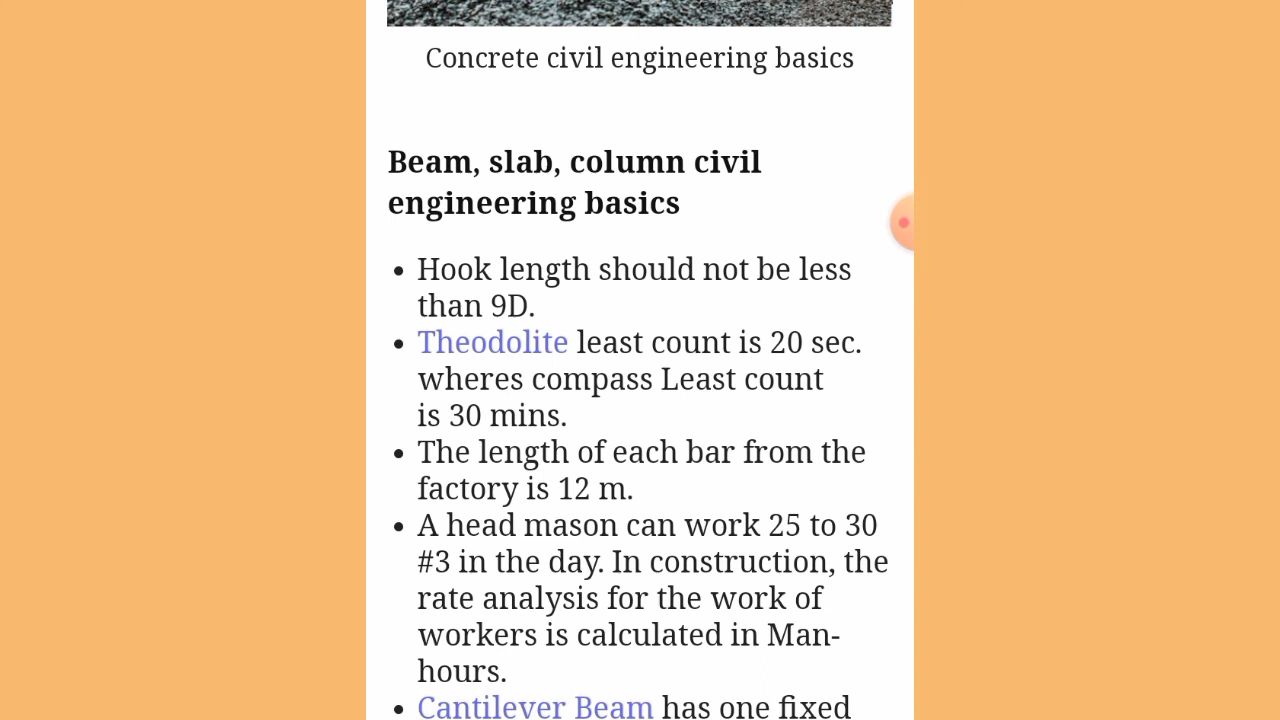 Concrete civil engineering basics
Beam, slab, column civil
engineering basics
• Hook length should not be less
than 9D.
• Theodolite least count is 20 sec.
wheres compass Least count
is 30 mins.
• The length of each bar from the
factory is 12 m.
• A head mason can work 25 to 30
#3 in the day. In construction, the
rate analysis for the work of
workers is calculated in Man-
hours.
• Cantilever Beam has one fixed